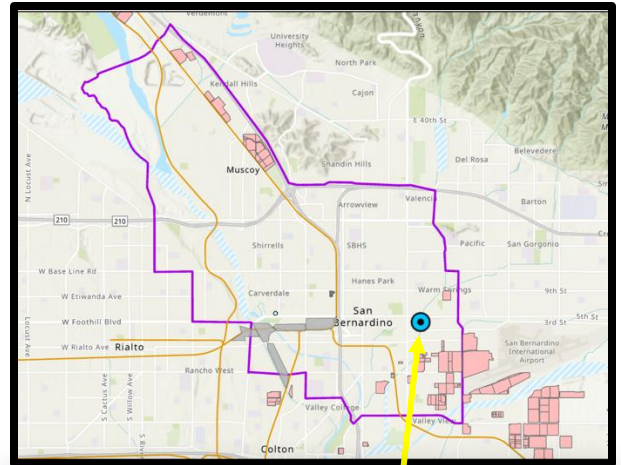 Verdemont
University
Heights
North Park
Kendall Hills
Cajon
E 40th St
Belvedere
Shandin Hills
Del Rosa
Muscoy
N Locust Ave
Arrowview
Valencia
Barton
210
210
Shirrells
SBHS
Pacific
San Gorgonio
W Base Line Rd
Hanes Park
Warm Springs
W Etiwanda Ave
Carverdale
9th St
San
Bernardino
W Foothill Blvd
3rd St
5th St
Locust Ave
W Rialto Ave
Rialto
San Bernardino
International
Airport
Rancho West
S Cactus Ave
S Willow Ave
Valley College
Valley View
Colton